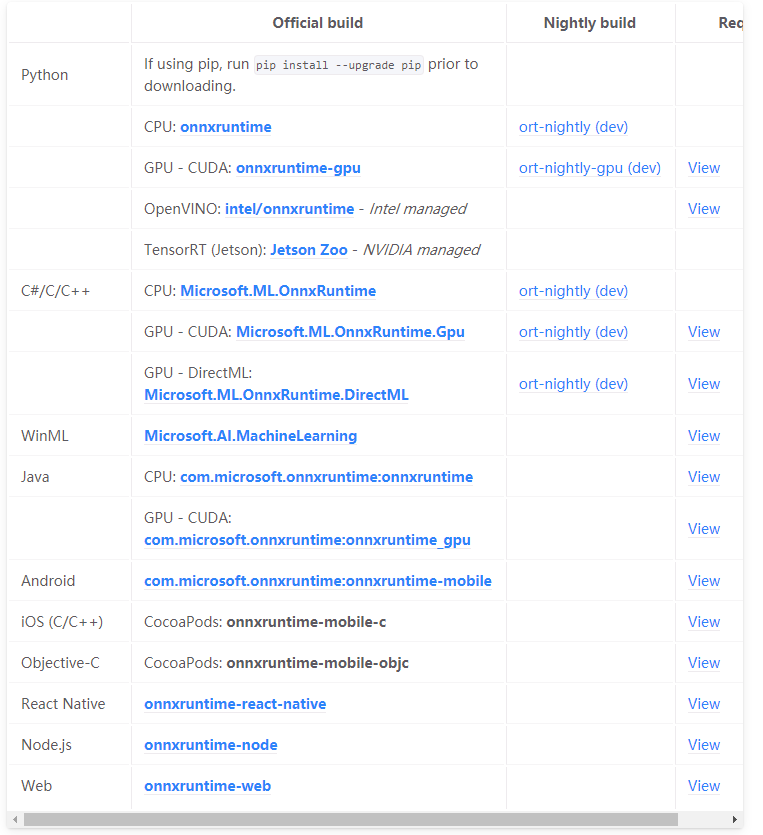 Official build Nightly build Req
If using pip, run pip install --upgrade pip prior to
Python
downloading.
CPU: onnxruntime ort-nightly (dev)
GPU - CUDA: onnxruntime-gpu ort-nightly-gpu (dev) View
OpenVINO: intel/onnxruntime - Intel managed View
TensorRT (Jetson): Jetson Zoo - NVIDIA managed
C#/C/C++ CPU: Microsoft.ML.OnnxRuntime ort-nightly (dev)
GPU - CUDA: Microsoft.ML.OnnxRuntime.Gpu ort-nightly (dev) View
GPU - DirectML:
Microsoft.ML.OnnxRuntime.DirectML ort-nightly (dev) View
WinML Microsoft.AI.MachineLearning View
Java CPU: com.microsoft.onnxruntime:onnxruntime View
GPU - CUDA:
com.microsoft.onnxruntime:onnxruntime_gpu View
Android com.microsoft.onnxruntime:onnxruntime-mobile View
iOS (C/C++) CocoaPods: onnxruntime-mobile-c View
Objective-C CocoaPods: onnxruntime-mobile-objc View
React Native onnxruntime-react-native View
Node.js onnxruntime-node View
Web onnxruntime-web View